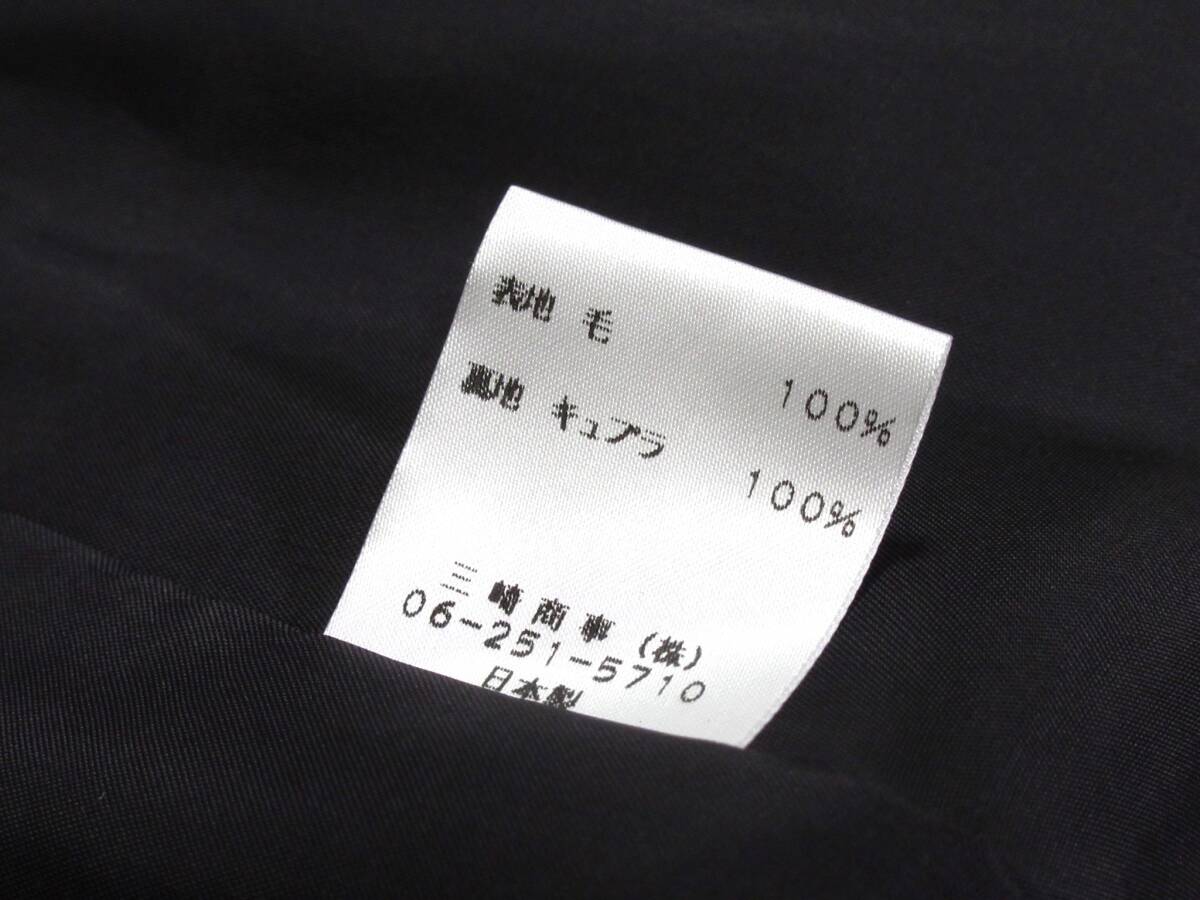 表地 毛 100%
裏地 キュプラ 100%
三崎商事(株)
06-251-5710
日本製